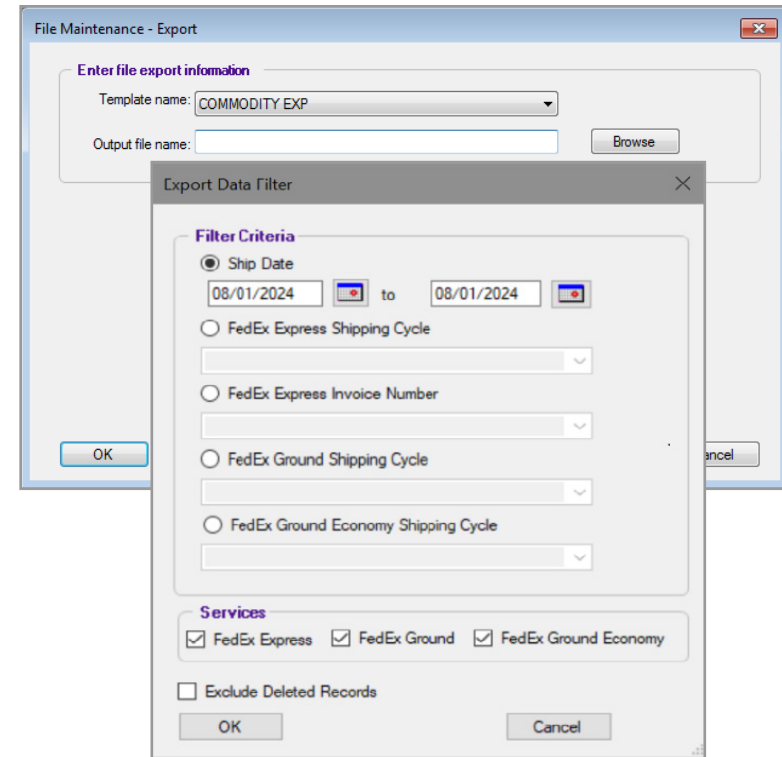 File Maintenance - Export
Enter file export information
Template name: COMMODITY EXP
Output file name: Browse
Export Data Filter
Filter Criteria
Ship Date
08/01/2024 to 08/01/2024
FedEx Express Shipping Cycle
FedEx Express Invoice Number
FedEx Ground Shipping Cycle
OK ancel
FedEx Ground Economy Shipping Cycle
Services
FedEx Express FedEx Ground FedEx Ground Economy
Exclude Deleted Records
OK Cancel